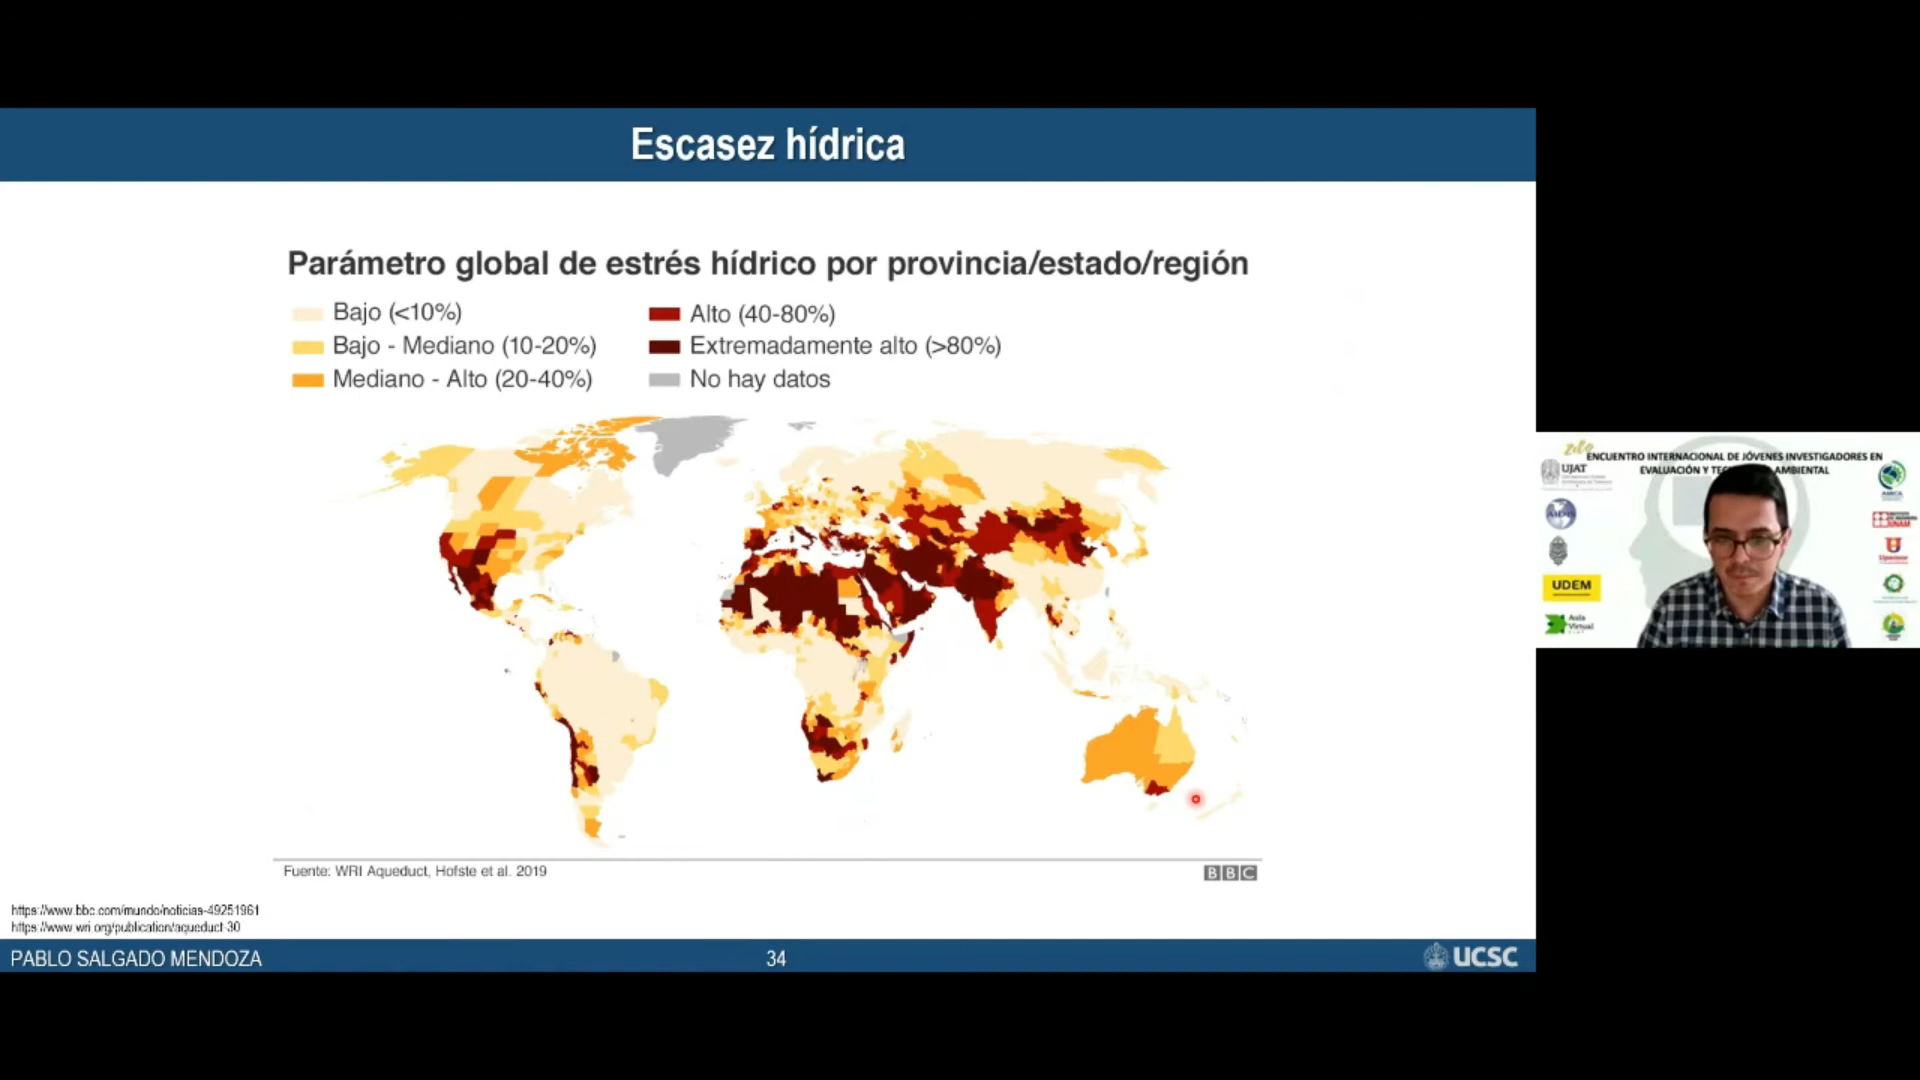 Escasez hídrica
Parámetro global de estrés hídrico por provincia/estado/región
Bajo (<10%)
Bajo - Mediano (10-20%)
Mediano - Alto (20-40%)
Alto (40-80%)
Extremadamente alto (>80%)
No hay datos
Fuente: WRI Aqueduct, Hofste et al. 2019
BBC
https://www.bbc.com/mundo/noticias-49251961
https://www.wri.org/publication/aqueduct-30
PABLO SALGADO MENDOZA
34
UCSC
ENCUENTRO INTERNACIONAL DE JÓVENES INVESTIGADORES EN
EVALUACIÓN Y
AMBIENTAL
UJAT
UDEM
Aula
Virtual
UNAM